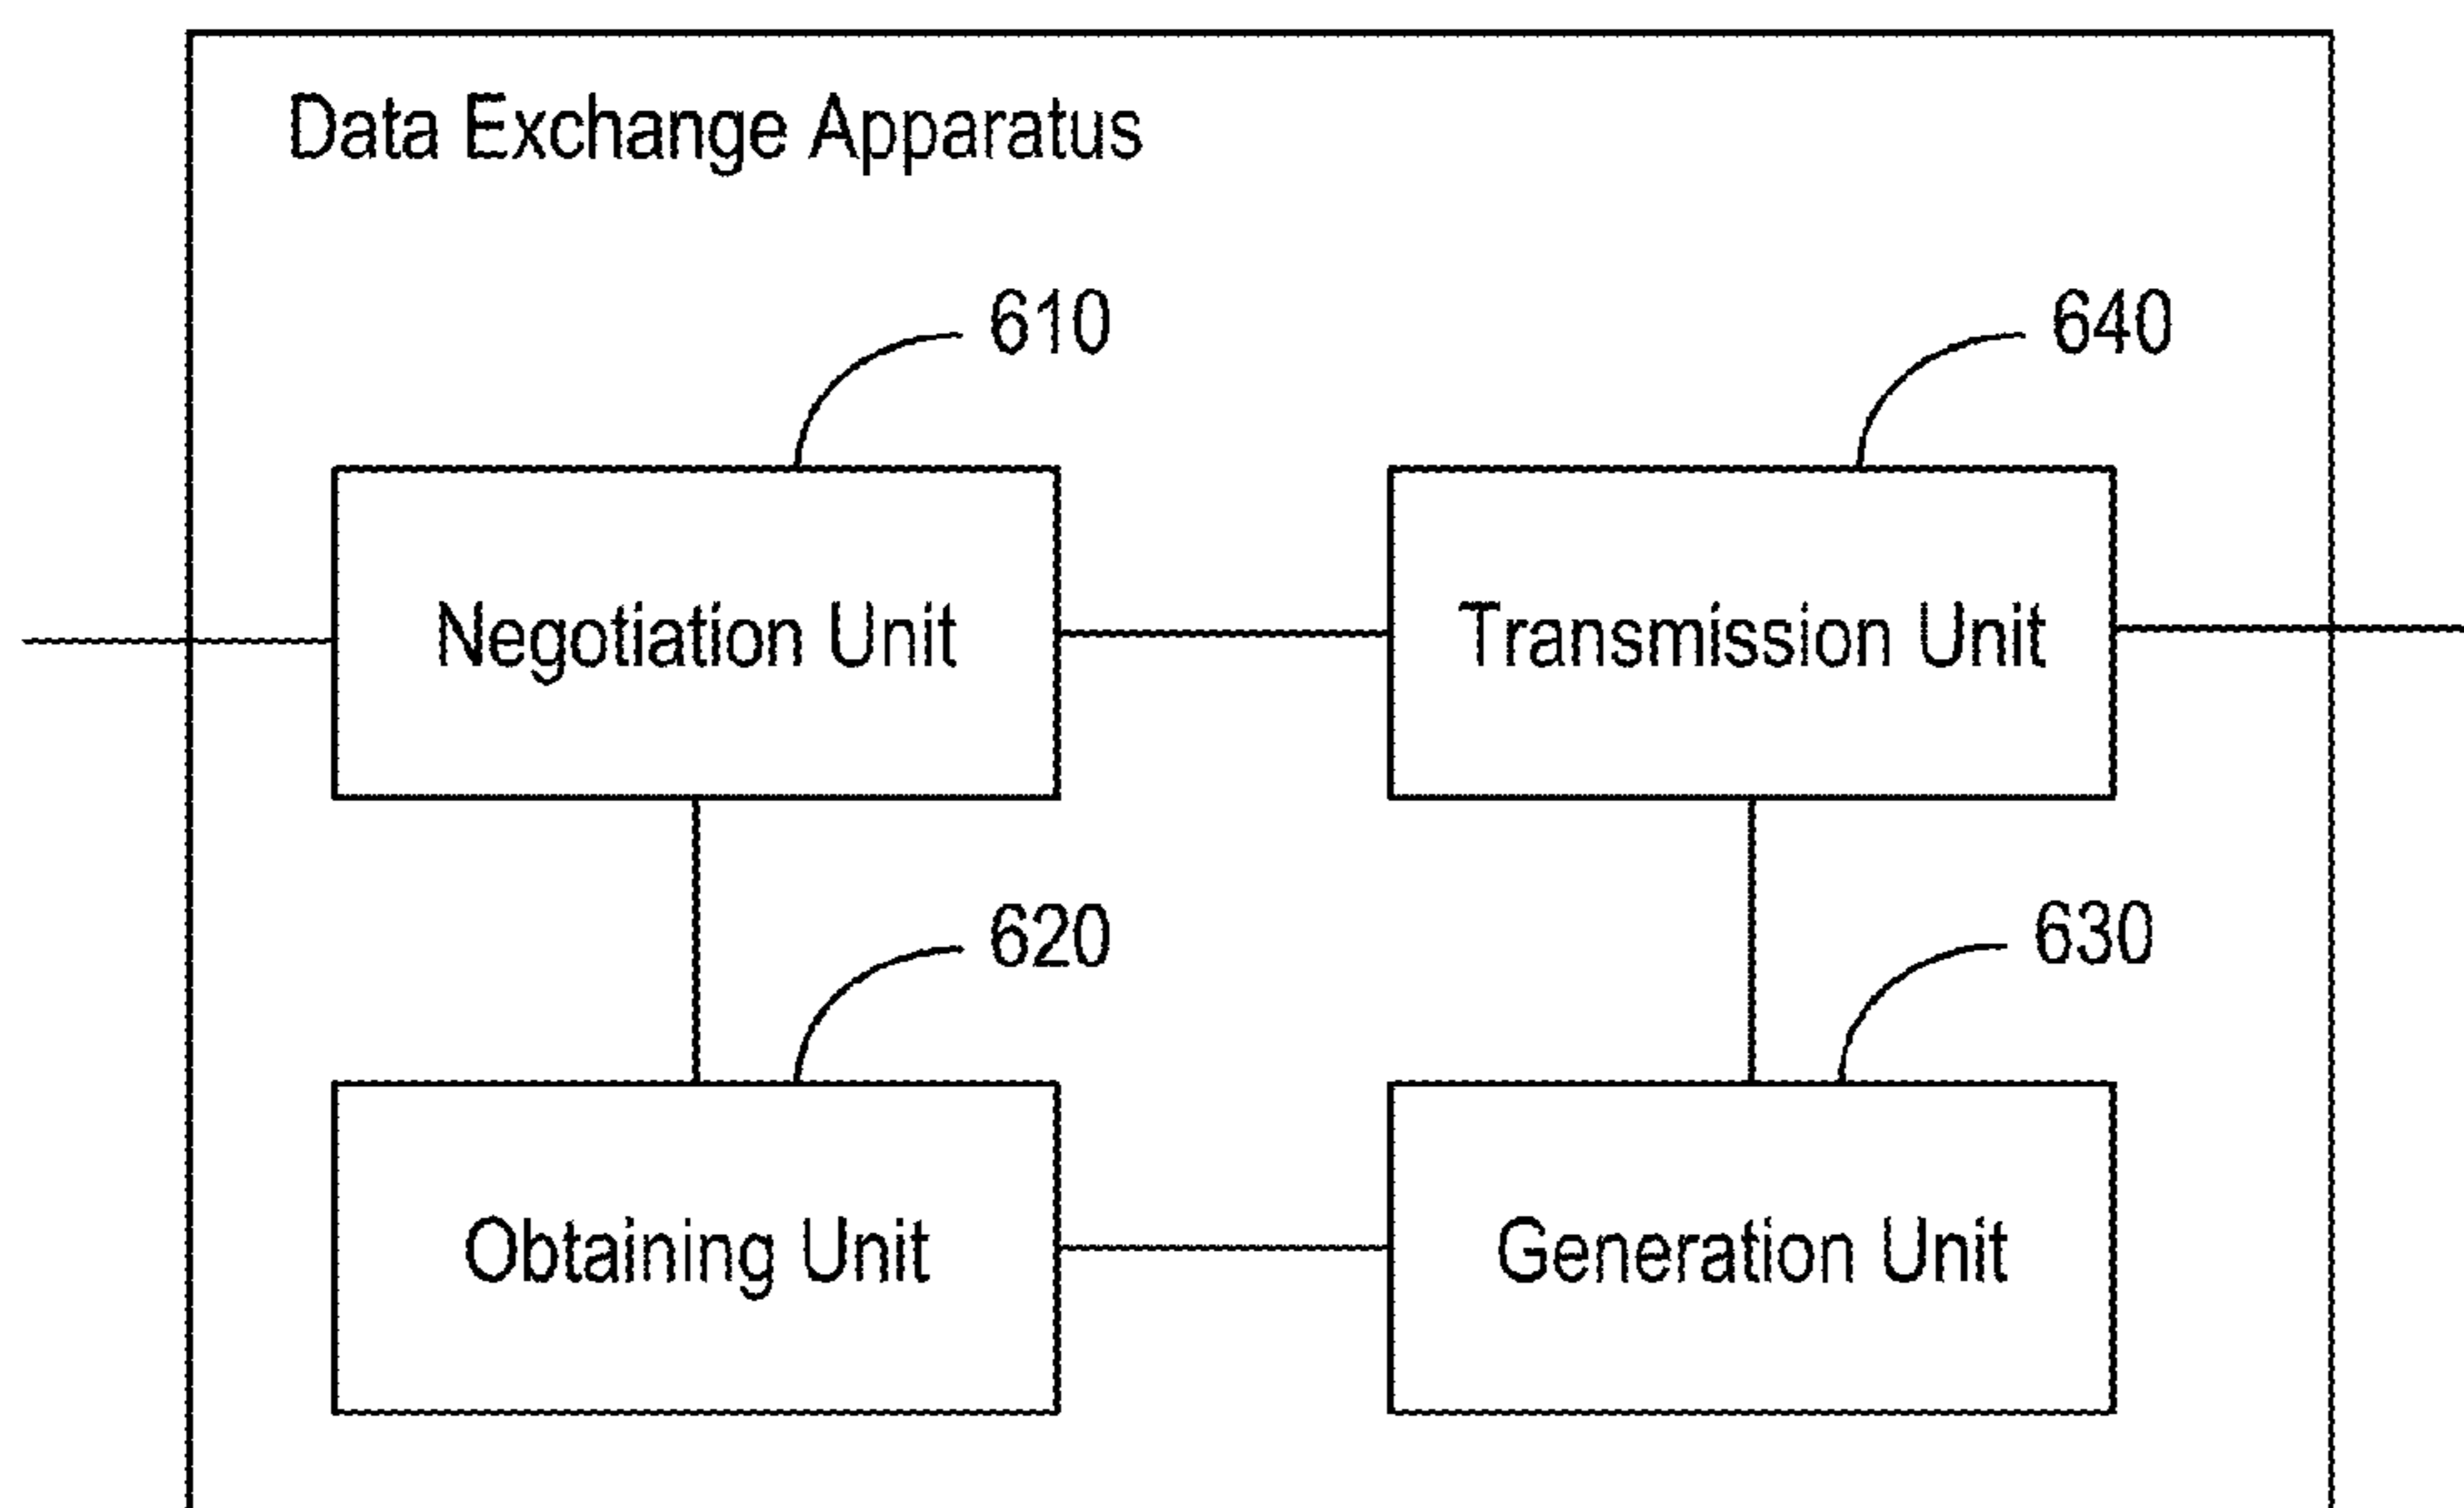 Data Exchange Apparatus
610
640
Negotiation Unit
Transmission Unit
620
630
Obtaining Unit
Generation Unit